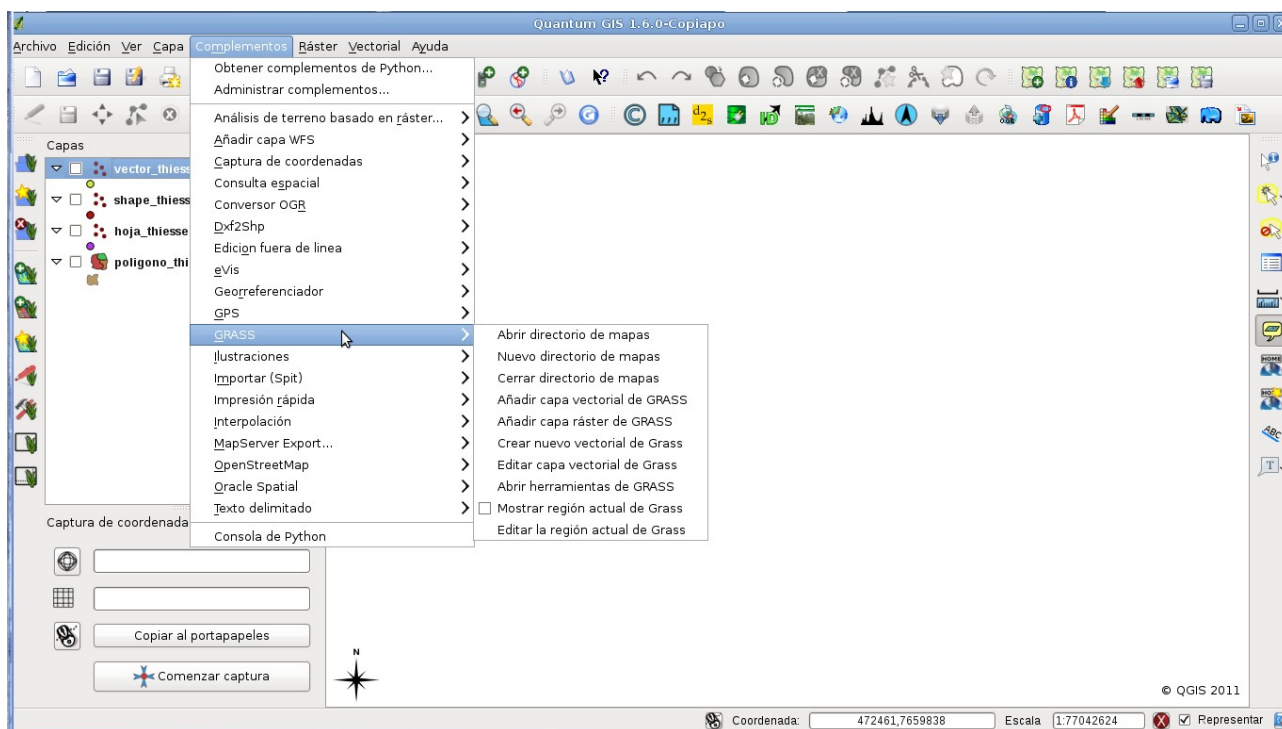 Quantum GIS 1.6.0-Copiapo
Archivo Edición Ver Capa Complementos Ráster Vectorial Ayuda
Obtener complementos de Python...
Administrar complementos...
Análisis de terreno basado en ráster...
Añadir capa WFS
Captura de coordenadas
Consulta espacial
Conversor OGR
Dxf2Shp
Edicion fuera de linea
eVis
Georreferenciador
GPS
GRASS
Ilustraciones
Importar (Spit)
Impresión rápida
Interpolación
MapServer Export...
OpenStreetMap
Oracle Spatial
Texto delimitado
Consola de Python
Abrir directorio de mapas
Nuevo directorio de mapas
Cerrar directorio de mapas
Añadir capa vectorial de GRASS
Añadir capa ráster de GRASS
Crear nuevo vectorial de Grass
Editar capa vectorial de Grass
Abrir herramientas de GRASS
Mostrar región actual de Grass
Editar la región actual de Grass
Capas
vector_thiess
shape_thiess
hoja_thiesse
poligono_thi
Captura de coordenada
Copiar al portapapeles
Comenzar captura
N
© QGIS 2011
Coordenada: 472461,7659838 Escala 1:77042624 Representar